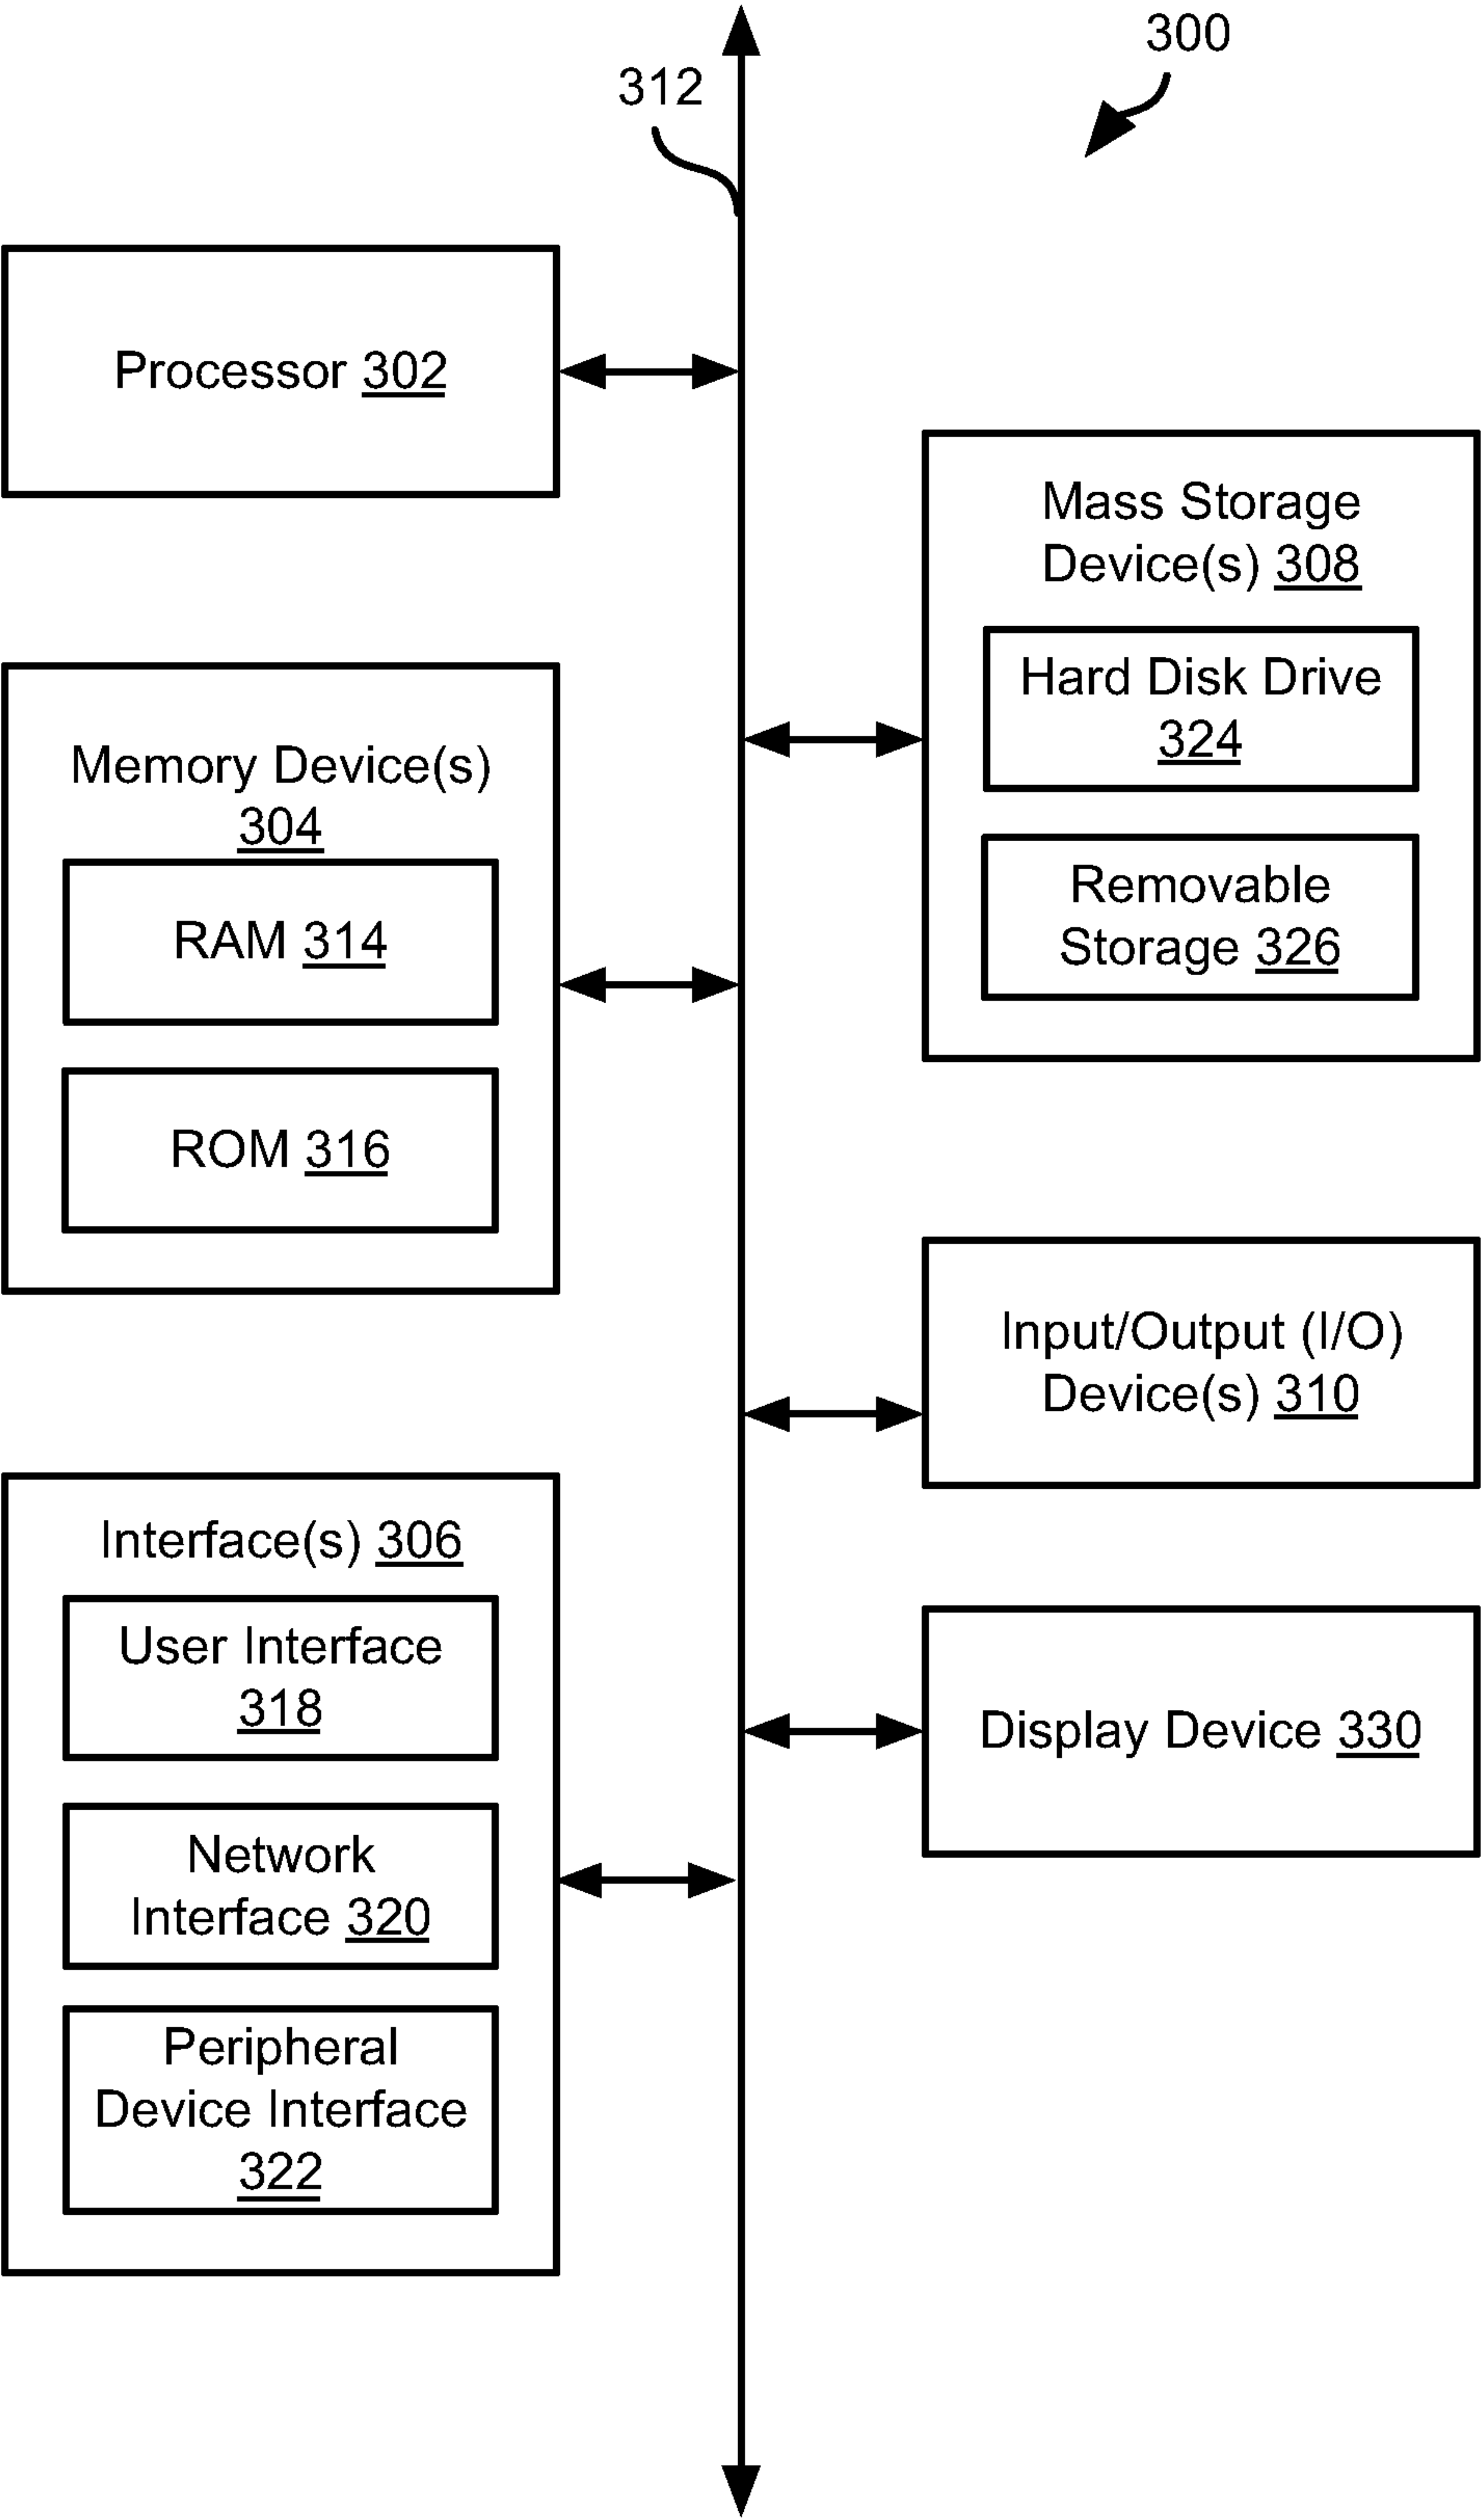 300
312
Processor 302
Mass Storage
Device(s) 308
Hard Disk Drive
324
Removable
Storage 326
Memory Device(s)
304
RAM 314
ROM 316
Input/Output (I/O)
Device(s) 310
Interface(s) 306
User Interface
318
Network
Interface 320
Peripheral
Device Interface
322
Display Device 330